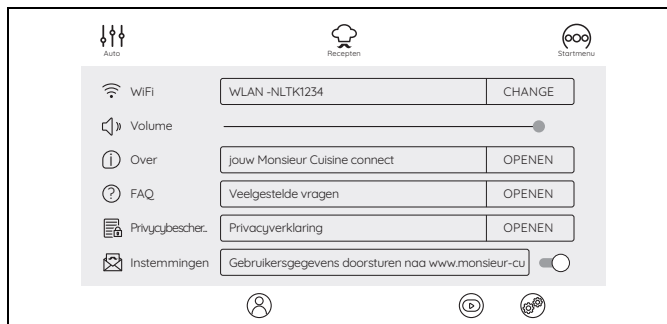 Auto
Recepten
Startmenu
WiFi WLAN -NLTK1234 CHANGE
Volume
Over jouw Monsieur Cuisine connect OPENEN
FAQ Veelgestelde vragen OPENEN
Privycybescher... Privacyverklaring OPENEN
Instemmingen Gebruikersgegevens doorsturen naa www.monsieur-cu